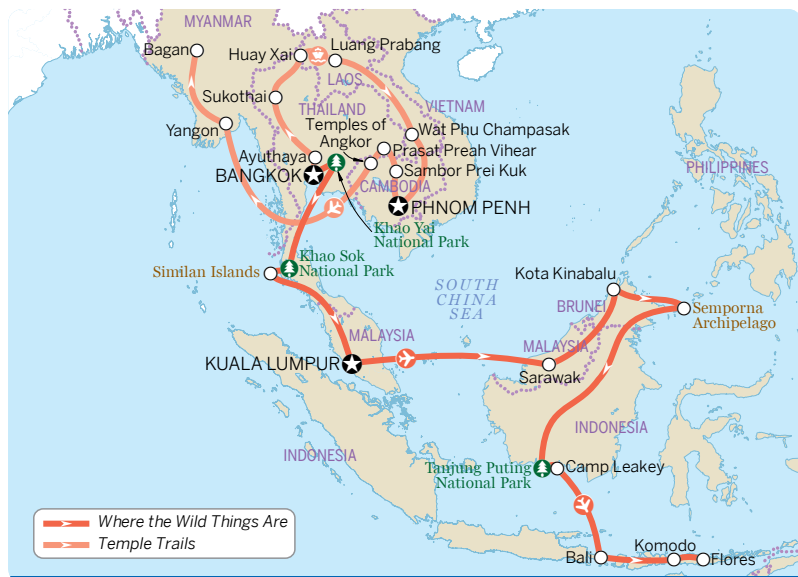 MYANMAR
Bagan
Huay Xai
Luang Prabang
LAOS
Sukothai
THAILAND
VIETNAM
Yangon
Temples of
Angkor
Wat Phu Champasak
Prasat Preah Vihear
Ayuthaya
BANGKOK
Sambor Prei Kuk
CAMBODIA
PHNOM PENH
PHILIPPINES
Khao Yai
National Park
Khao Sok
National Park
Similan Islands
SOUTH
CHINA
SEA
Kota Kinabalu
BRUNEI
Semporna
Archipelago
MALAYSIA
MALAYSIA
KUALA LUMPUR
Sarawak
INDONESIA
INDONESIA
Tanjung Puting
National Park
Camp Leakey
Where the Wild Things Are
Temple Trails
Bali
Komodo
Flores